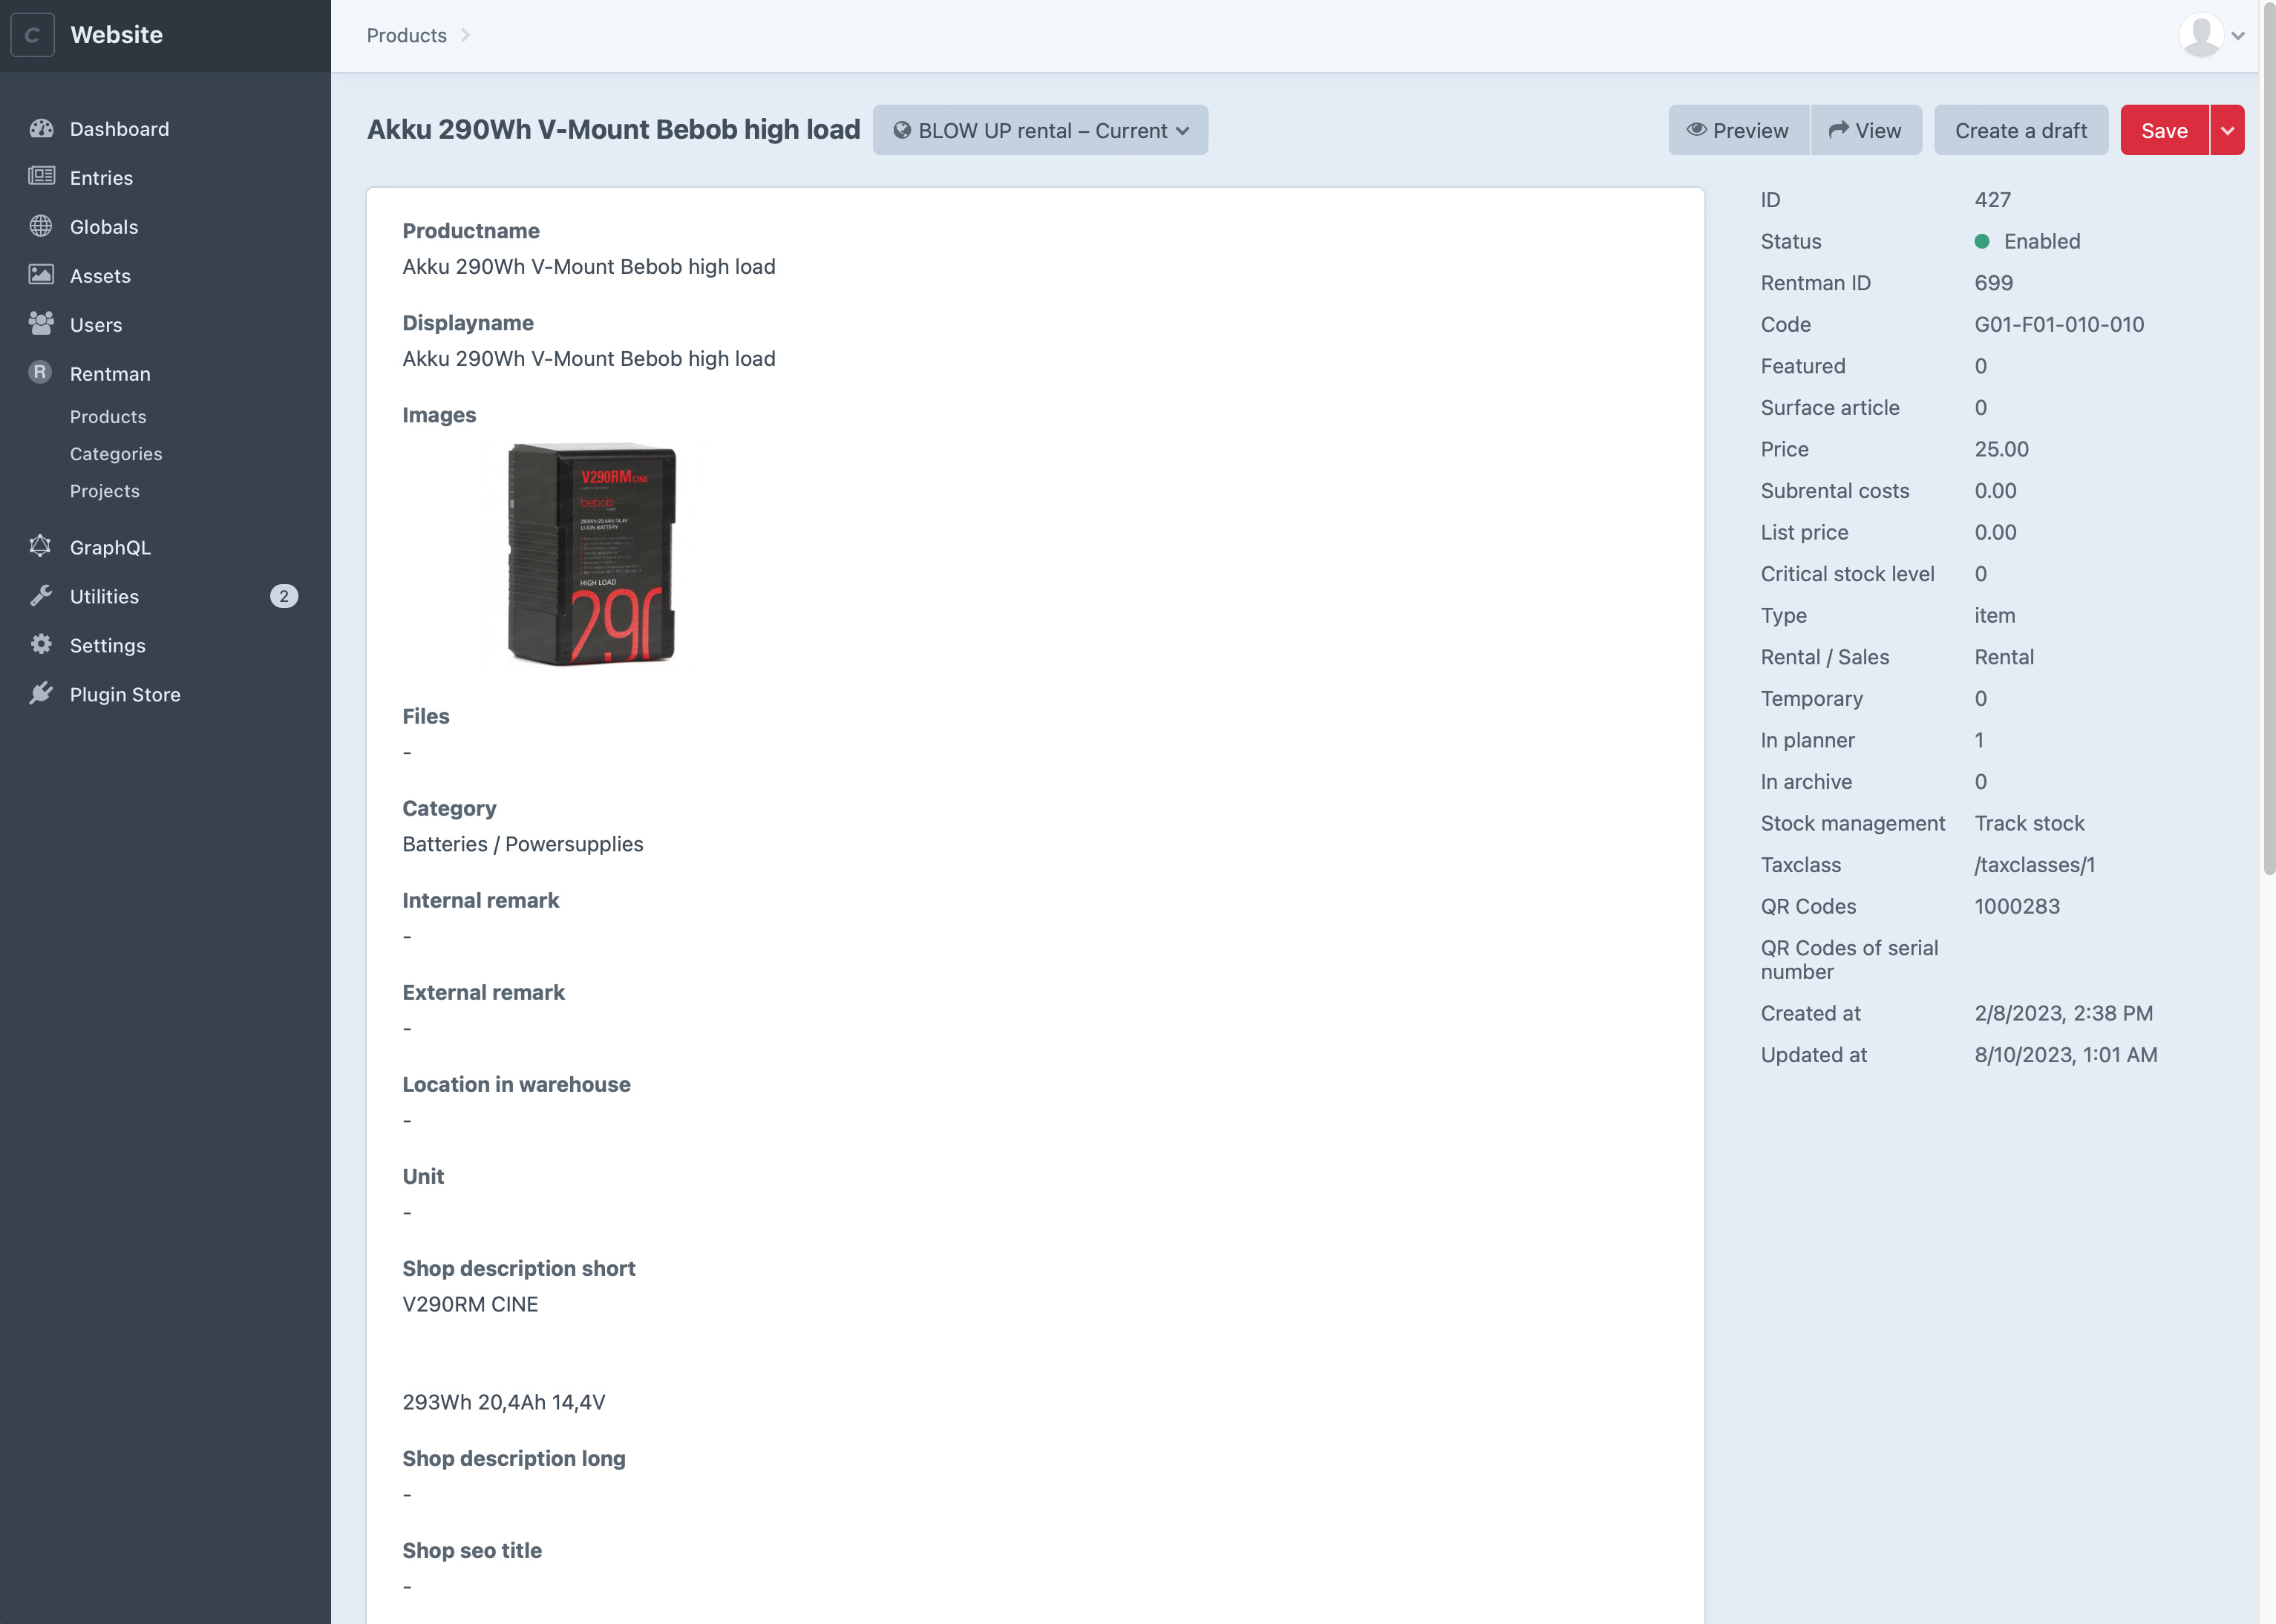 C
Website
Products
Dashboard
Entries
Globals
Assets
Users
R
Rentman
Products
Categories
Projects
GraphQL
Utilities
2
Settings
Plugin Store
Akku 290Wh V-Mount Bebob high load
BLOW UP rental – Current
Preview
View
Create a draft
Save
Productname
Akku 290Wh V-Mount Bebob high load
Displayname
Akku 290Wh V-Mount Bebob high load
Images
V290RM CINE
bebob
293Wh/20,4Ah/14,4V
LI-ION BATTERY
HIGH LOAD
290
Files
-
Category
Batteries / Powersupplies
Internal remark
-
External remark
-
Location in warehouse
-
Unit
-
Shop description short
V290RM CINE
293Wh 20,4Ah 14,4V
Shop description long
-
Shop seo title
-
ID 427
Status Enabled
Rentman ID 699
Code G01-F01-010-010
Featured 0
Surface article 0
Price 25.00
Subrental costs 0.00
List price 0.00
Critical stock level 0
Type item
Rental / Sales Rental
Temporary 0
In planner 1
In archive 0
Stock management Track stock
Taxclass /taxclasses/1
QR Codes 1000283
QR Codes of serial
number
Created at 2/8/2023, 2:38 PM
Updated at 8/10/2023, 1:01 AM